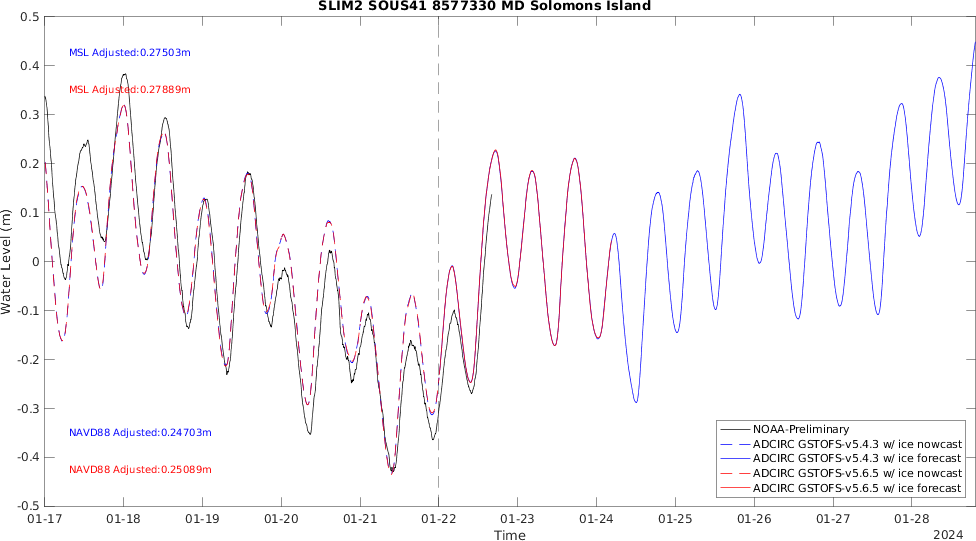 SLIM2 SOUS41 8577330 MD Solomons Island
0.5
0.4
0.3
0.2
0.1
0
-0.1
-0.2
-0.3
-0.4
-0.5
Water Level (m)
MSL Adjusted:0.27503m
MSL Adjusted:0.27889m
NAVD88 Adjusted:0.24703m
NAVD88 Adjusted:0.25089m
NOAA-Preliminary
ADCIRC GSTOFS-v5.4.3 w/ ice nowcast
ADCIRC GSTOFS-v5.4.3 w/ ice forecast
ADCIRC GSTOFS-v5.6.5 w/ ice nowcast
ADCIRC GSTOFS-v5.6.5 w/ ice forecast
01-17 01-18 01-19 01-20 01-21 01-22 01-23 01-24 01-25 01-26 01-27 01-28
Time
2024